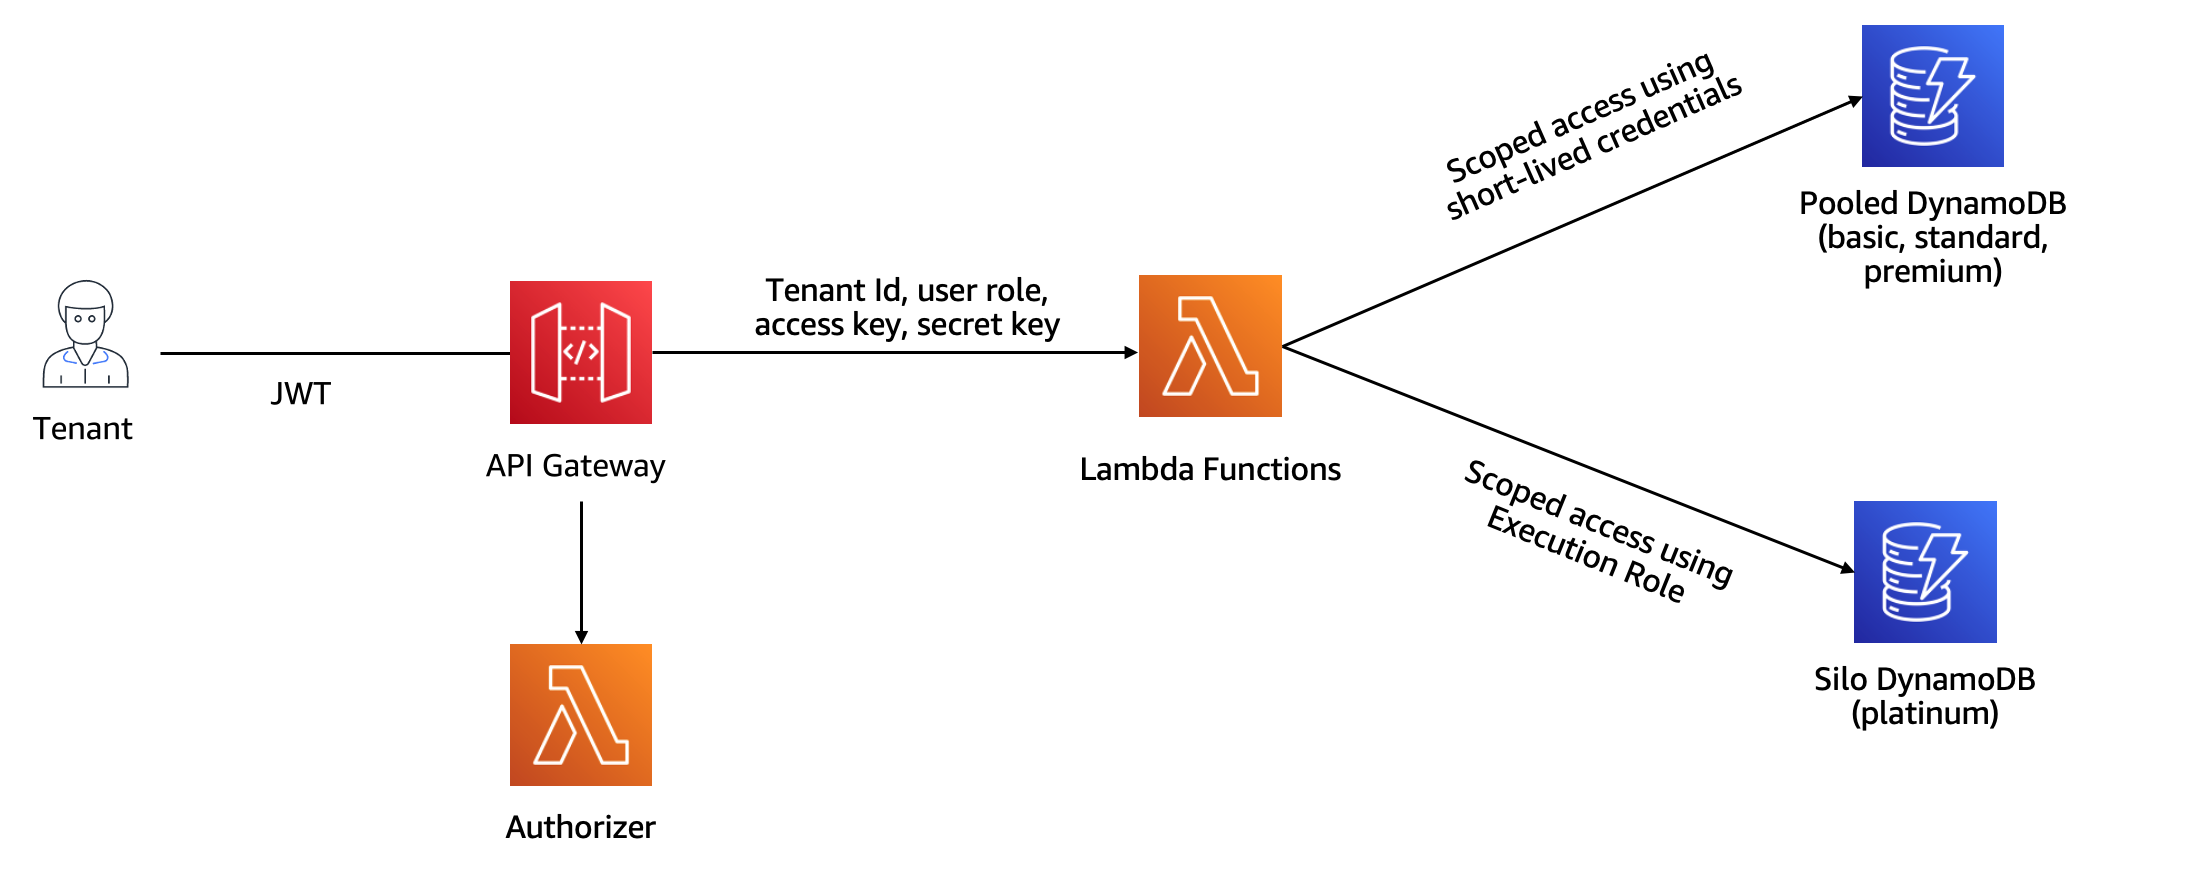 Tenant
JWT
</>
API Gateway
Authorizer
Tenant Id, user role,
access key, secret key
Lambda Functions
Scoped access using
short-lived credentials
Scoped access using
Execution Role
Pooled DynamoDB
(basic, standard,
premium)
Silo DynamoDB
(platinum)